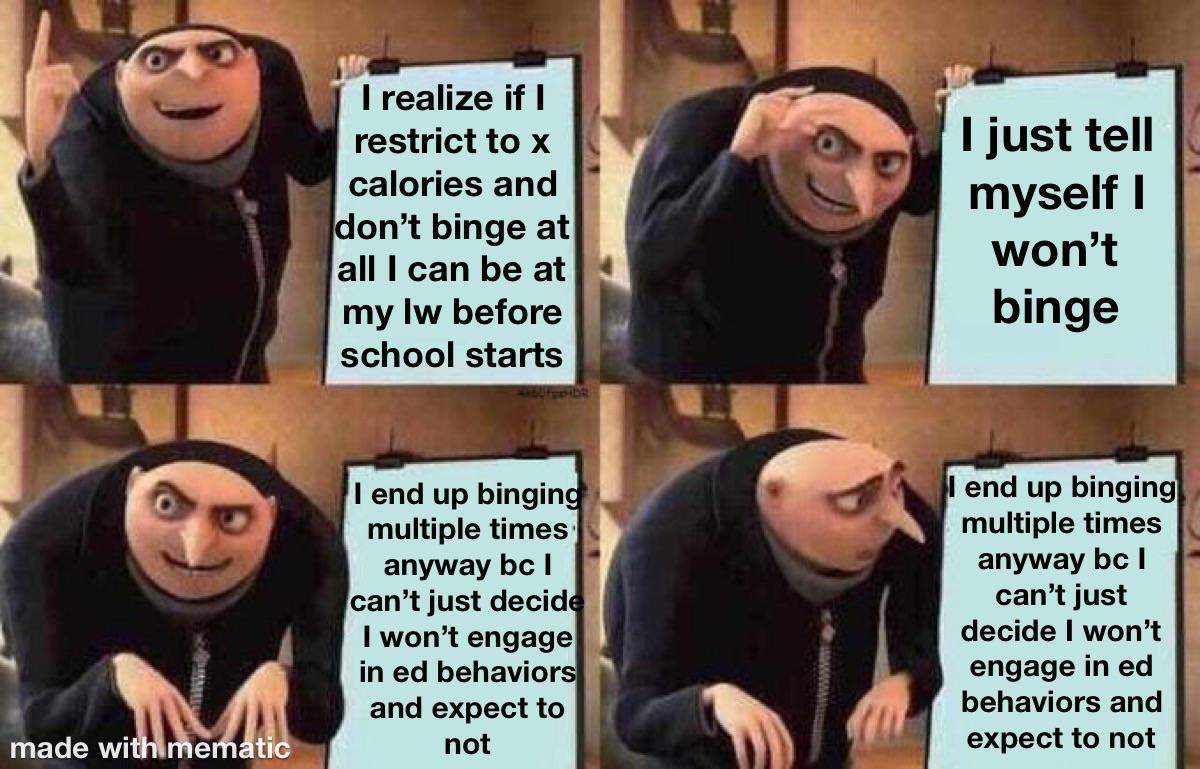 I realize if I
restrict to x
calories and
don't binge at
all I can be at
my lw before
school starts
I just tell
myself I
won't
binge
I end up binging
multiple times
anyway bc I
can't just decide
I won't engage
in ed behaviors
and expect to
not
I end up binging
multiple times
anyway bc I
can't just
decide I won't
engage in ed
behaviors and
expect to not
made with mematic